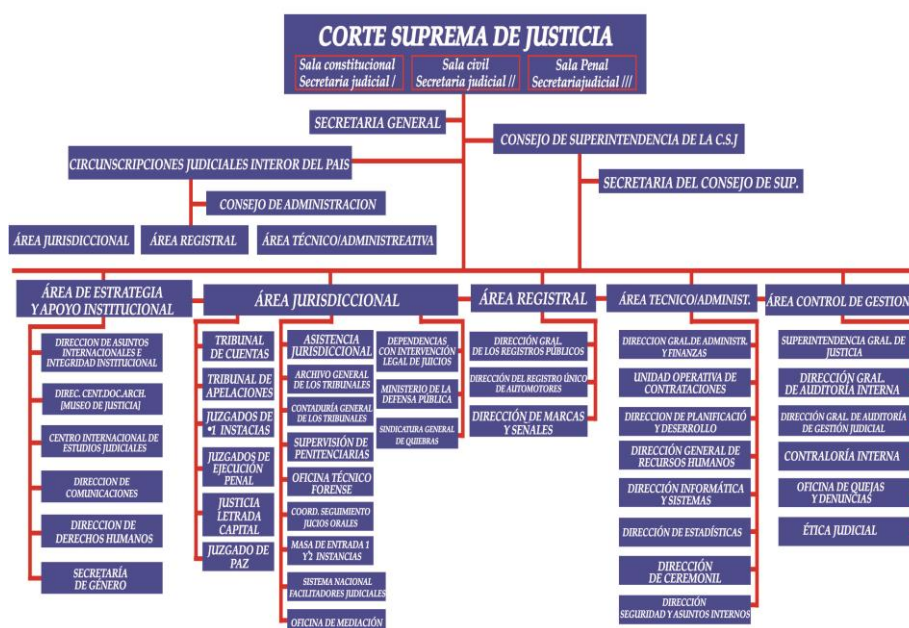 CORTE SUPREMA DE JUSTICIA
Sala constitucional
Secretaria judicial /
Sala civil
Secretaria judicial //
Sala Penal
Secretariajudicial ///
SECRETARIA GENERAL
CONSEJO DE SUPERINTENDENCIA DE LA C.S.J
CIRCUNSCRIPCIONES JUDICIALES INTEROR DEL PAIS
SECRETARIA DEL CONSEJO DE SUP.
CONSEJO DE ADMINISTRACION
ÁREA JURISDICCIONAL
ÁREA REGISTRAL
ÁREA TÉCNICO/ADMINISTREATIVA
ÁREA DE ESTRATEGIA
Y APOYO INSTITUCIONAL
DIRECCION DE ASUNTOS
INTERNACIONALES E
INTEGRIDAD INSTITUCIONAL
DIREC. CENT.DOC.ARCH.
[MUSEO DE JUSTICIA]
CENTRO INTERNACIONAL DE
ESTUDIOS JUDICIALES
DIRECCION DE
COMUNICACIONES
DIRECCION DE
DERECHOS HUMANOS
SECRETARÍA
DE GÉNERO
ÁREA JURISDICCIONAL
TRIBUNAL
DE CUENTAS
TRIBUNAL DE
APELACIONES
JUZGADOS DE
*1 INSTACIAS
JUZGADOS DE
EJECUCIÓN
PENAL
JUSTICIA
LETRADA
CAPITAL
JUZGADO DE
PAZ
ASISTENCIA
JURISDICCIONAL
ARCHIVO GENERAL
DE LOS TRIBUNALES
CONTADURÍA GENERAL
DE LOS TRIBUNALES
SUPERVISIÓN DE
PENITENCIARIAS
OFICINA TÉCNICO
FORENSE
COORD. SEGUIMIENTO
JUCIOS ORALES
MASA DE ENTRADA 1
Y*2 INSTANCIAS
SISTEMA NACIONAL
FACILITADORES JUDICIALES
OFICINA DE MEDIACIÓN
DEPENDENCIAS
CON INTERVENCIÓN
LEGAL DE JUICIOS
MINISTERIO DE LA
DEFENSA PÚBLICA
SINDICATURA GENERAL
DE QUIEBRAS
ÁREA REGISTRAL
DIRECCIÓN GRAL.
DE LOS REGISTROS PÚBLICOS
DIRECCIÓN DEL REGISTRO ÚNICO
DE AUTOMOTORES
DIRECCIÓN DE MARCAS
Y SEÑALES
ÁREA TECNICO/ADMINIST.
DIRECCION GRAL.DE ADMINISTR.
Y FINANZAS
UNIDAD OPERATIVA DE
CONTRATACIONES
DIRECCION DE PLANIFICACIÓ
Y DESERROLLO
DIRECCIÓN GENERAL DE
RECURSOS HUMANOS
DIRECCIÓN INFORMÁTICA
Y SISTEMAS
DIRECCIÓN DE ESTADÍSTICAS
DIRECCIÓN
DE CEREMONIL
DIRECCIÓN
SEGURIDAD Y ASUNTOS INTERNOS
ÁREA CONTROL DE GESTION
SUPERINTENDENCIA GRAL. DE
JUSTICIA
DIRECCIÓN GRAL.
DE AUDITORÍA INTERNA
DIRECCIÓN GRAL. DE AUDITORÍA
DE GESTIÓN JUDICIAL
CONTRALORÍA INTERNA
OFICINA DE QUEJAS
Y DENUNCIAS
ÉTICA JUDICIAL